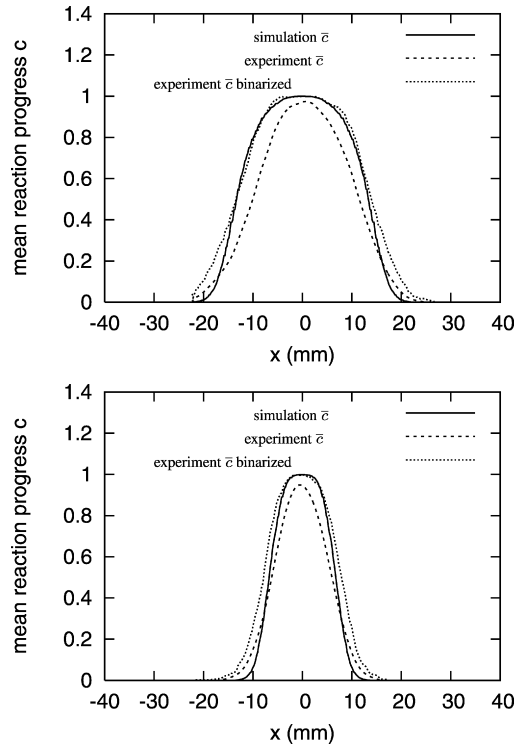 1.4
simulation c̅
1.2
experiment c̅
experiment c̅ binarized
1
0.8
0.6
0.4
0.2
0
mean reaction progress c
-40 -30 -20 -10 0 10 20 30 40
x (mm)
1.4
simulation c̅
1.2
experiment c̅
experiment c̅ binarized
1
0.8
0.6
0.4
0.2
0
mean reaction progress c
-40 -30 -20 -10 0 10 20 30 40
x (mm)